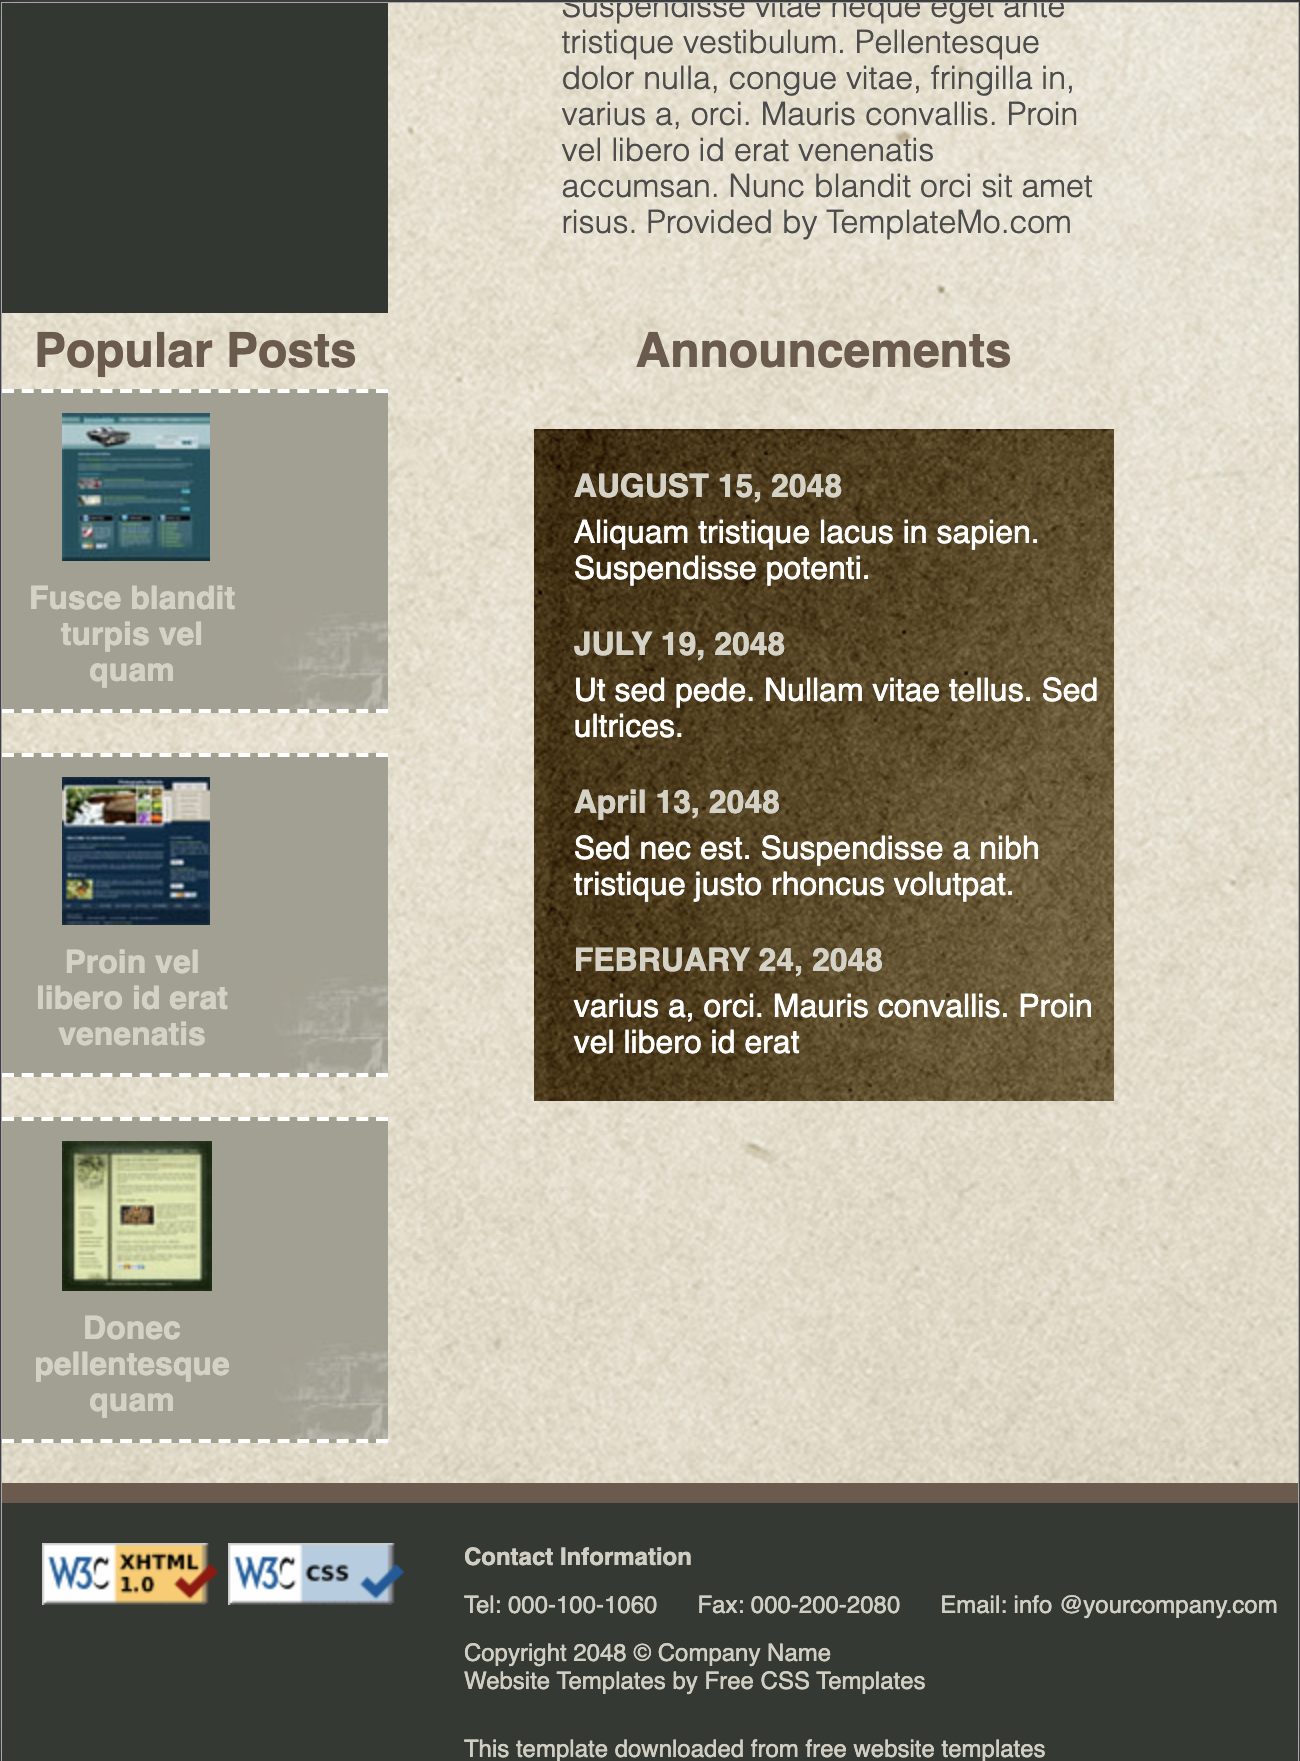 Suspendisse vitae neque eget ante
tristique vestibulum. Pellentesque
dolor nulla, congue vitae, fringilla in,
varius a, orci. Mauris convallis. Proin
vel libero id erat venenatis
accumsan. Nunc blandit orci sit amet
risus. Provided by TemplateMo.com
Popular Posts
Fusce blandit
turpis vel
quam
Proin vel
libero id erat
venenatis
Donec
pellentesque
quam
Announcements
AUGUST 15, 2048
Aliquam tristique lacus in sapien.
Suspendisse potenti.
JULY 19, 2048
Ut sed pede. Nullam vitae tellus. Sed
ultrices.
April 13, 2048
Sed nec est. Suspendisse a nibh
tristique justo rhoncus volutpat.
FEBRUARY 24, 2048
varius a, orci. Mauris convallis. Proin
vel libero id erat
W3C XHTML
1.0
W3C CSS
Contact Information
Tel: 000-100-1060 Fax: 000-200-2080 Email: info @yourcompany.com
Copyright 2048 © Company Name
Website Templates by Free CSS Templates
This template downloaded from free website templates